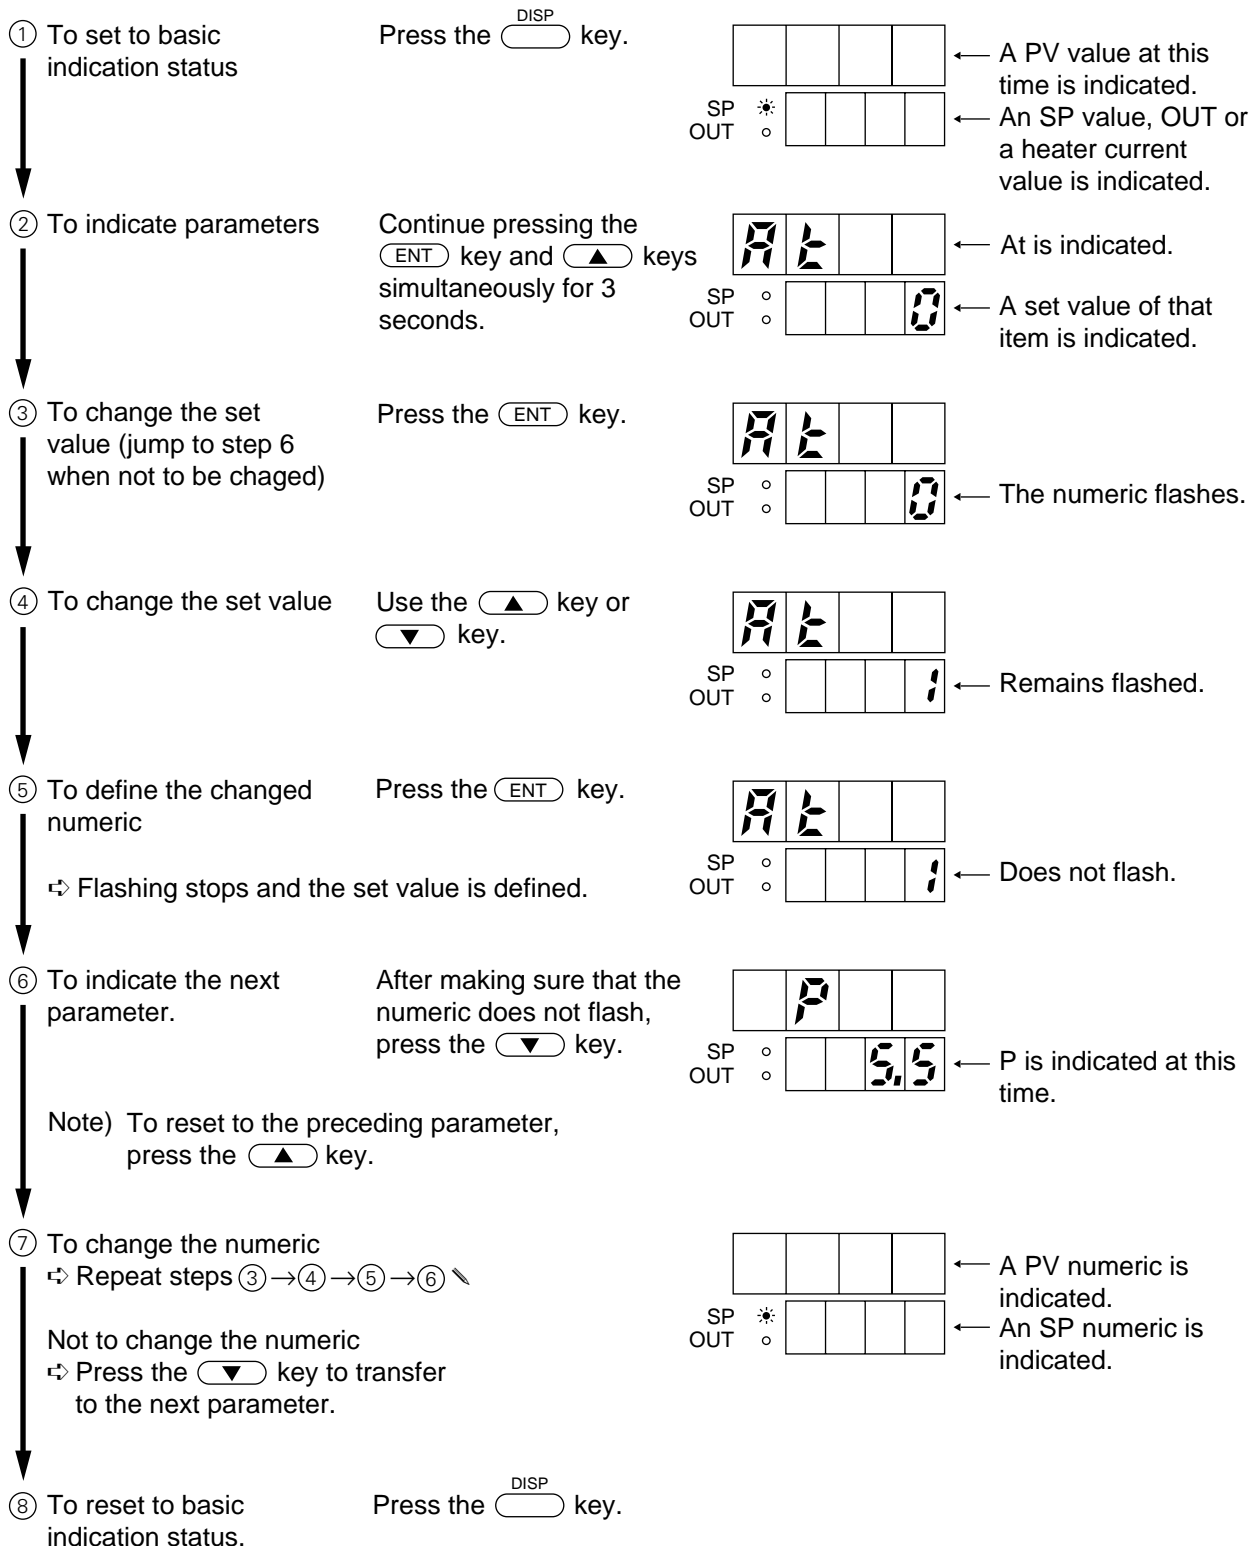 ① To set to basic
indication status
Press the DISP key.
A PV value at this
time is indicated.
SP
OUT
An SP value, OUT or
a heater current
value is indicated.
② To indicate parameters
Continue pressing the
ENT key and ▲ keys
simultaneously for 3
seconds.
At
At is indicated.
SP
OUT
0
A set value of that
item is indicated.
③ To change the set
value (jump to step 6
when not to be chaged)
Press the ENT key.
At
SP
OUT
0
The numeric flashes.
④ To change the set value
Use the ▲ key or
▼ key.
At
SP
OUT
1
Remains flashed.
⑤ To define the changed
numeric
Press the ENT key.
➪ Flashing stops and the set value is defined.
At
SP
OUT
1
Does not flash.
⑥ To indicate the next
parameter.
After making sure that the
numeric does not flash,
press the ▼ key.
P
SP
OUT
5.5
P is indicated at this
time.
Note) To reset to the preceding parameter,
press the ▲ key.
⑦ To change the numeric
➪ Repeat steps ③→④→⑤→⑥✎
Not to change the numeric
➪ Press the ▼ key to transfer
to the next parameter.
A PV numeric is
indicated.
SP
OUT
An SP numeric is
indicated.
⑧ To reset to basic
indication status.
Press the DISP key.